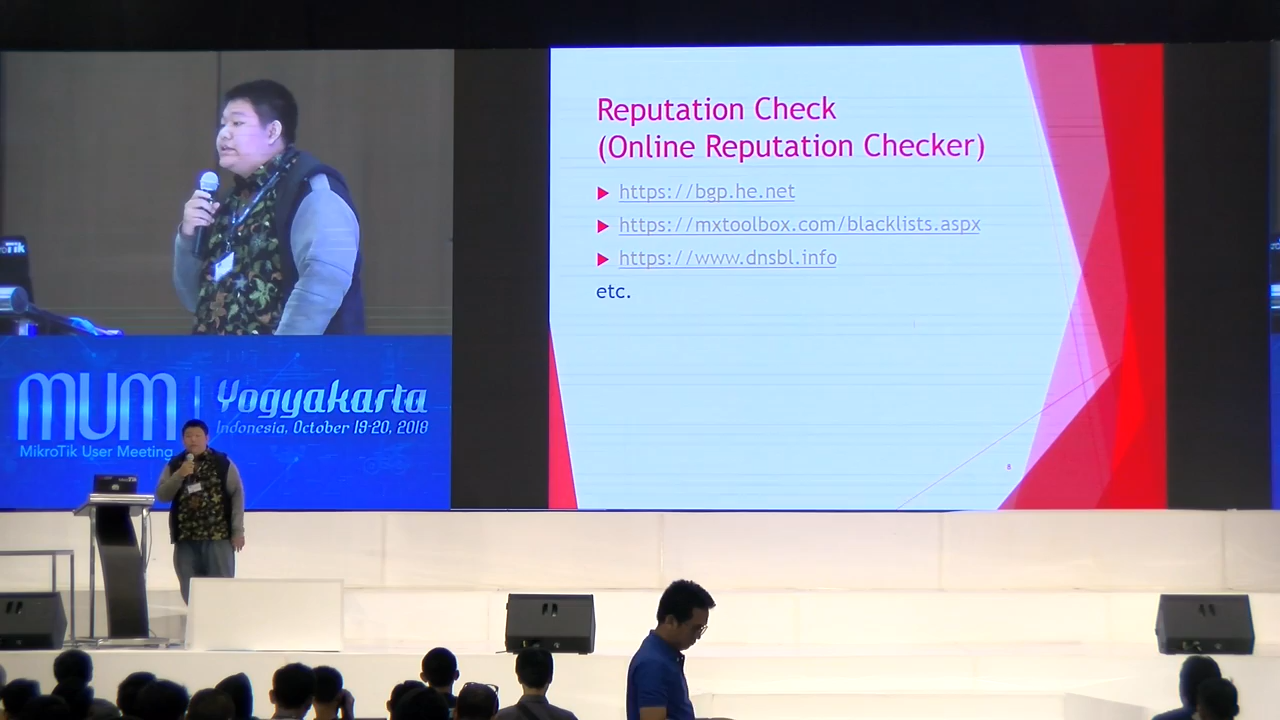 Reputation Check
(Online Reputation Checker)
https://bgp.he.net
https://mxtoolbox.com/blacklists.aspx
https://www.dnsbl.info
etc.
8
MUM
Yogyakarta
Indonesia, October 19-20, 2018
MikroTik User Meeting